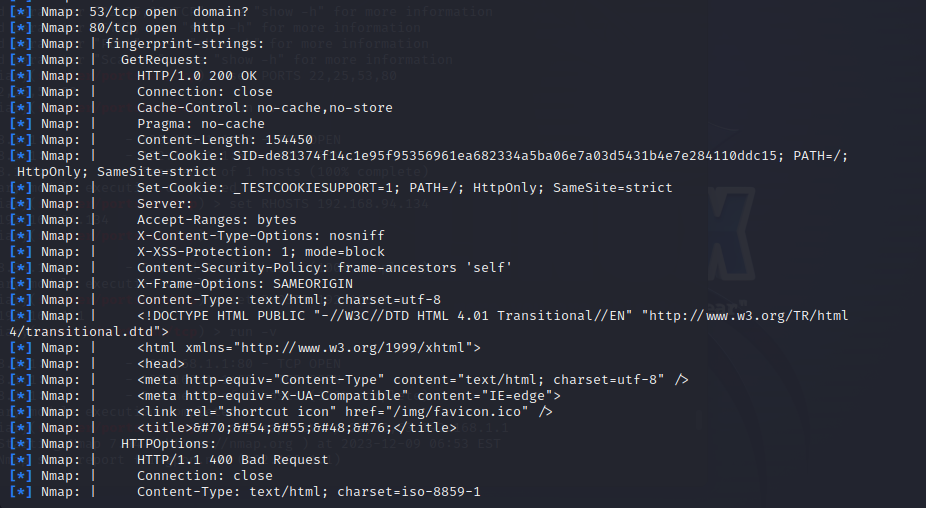 [*] Nmap: 53/tcp open  domain?
[*] Nmap: 80/tcp open  http
[*] Nmap: | fingerprint-strings:
[*] Nmap: |   GetRequest:
[*] Nmap: |     HTTP/1.0 200 OK
[*] Nmap: |     Connection: close
[*] Nmap: |     Cache-Control: no-cache,no-store
[*] Nmap: |     Pragma: no-cache
[*] Nmap: |     Content-Length: 154450
[*] Nmap: |     Set-Cookie: SID=de81374f14c1e95f95356961ea682334a5ba06e7a03d5431b4e7e284110ddc15; PATH=/;
 HttpOnly; SameSite=strict
[*] Nmap: |     Set-Cookie: _TESTCOOKIESUPPORT=1; PATH=/; HttpOnly; SameSite=strict
[*] Nmap: |     Server:
[*] Nmap: |     Accept-Ranges: bytes
[*] Nmap: |     X-Content-Type-Options: nosniff
[*] Nmap: |     X-XSS-Protection: 1; mode=block
[*] Nmap: |     Content-Security-Policy: frame-ancestors 'self'
[*] Nmap: |     X-Frame-Options: SAMEORIGIN
[*] Nmap: |     Content-Type: text/html; charset=utf-8
[*] Nmap: |     <!DOCTYPE HTML PUBLIC "-//W3C//DTD HTML 4.01 Transitional//EN" "http://www.w3.org/TR/html
4/transitional.dtd">
[*] Nmap: |     <html xmlns="http://www.w3.org/1999/xhtml">
[*] Nmap: |     <head>
[*] Nmap: |     <meta http-equiv="Content-Type" content="text/html; charset=utf-8" />
[*] Nmap: |     <meta http-equiv="X-UA-Compatible" content="IE=edge">
[*] Nmap: |     <link rel="shortcut icon" href="/img/favicon.ico" />
[*] Nmap: |     <title>&#70;&#54;&#55;&#48;&#76;</title>
[*] Nmap: |   HTTPOptions:
[*] Nmap: |     HTTP/1.1 400 Bad Request
[*] Nmap: |     Connection: close
[*] Nmap: |     Content-Type: text/html; charset=iso-8859-1